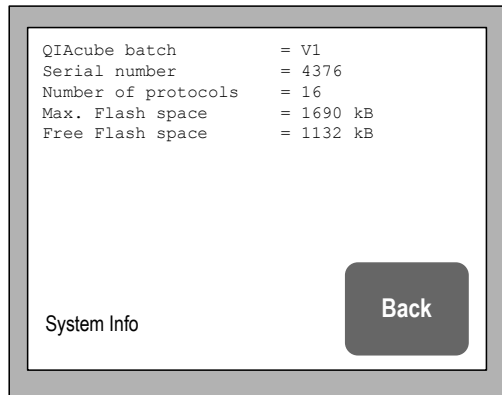 QIAcube batch = V1
Serial number = 4376
Number of protocols = 16
Max. Flash space = 1690 kB
Free Flash space = 1132 kB
System Info
Back